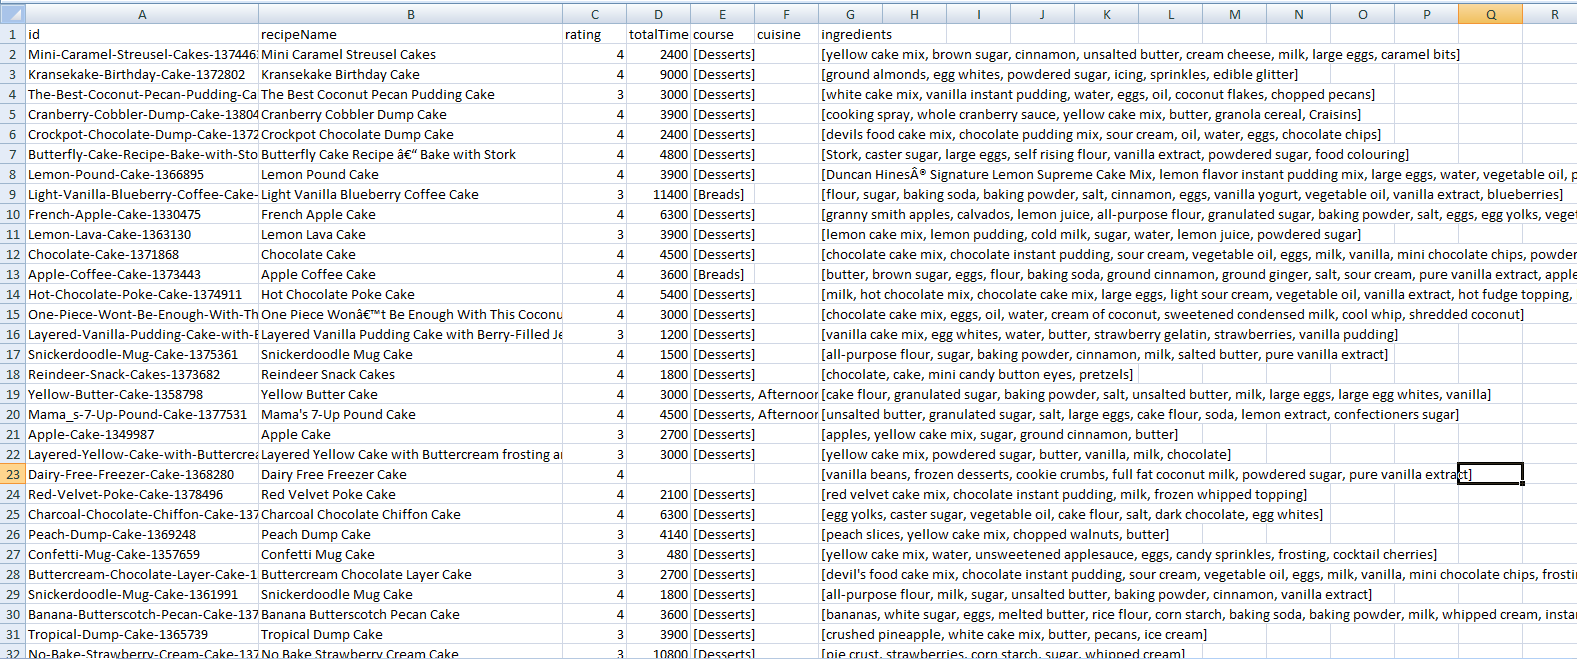 A B C D E F G H I J K L M N O P Q R
1 id recipeName rating totalTime course cuisine ingredients
2 Mini-Caramel-Streusel-Cakes-137446 Mini Caramel Streusel Cakes 4 2400 [Desserts] [yellow cake mix, brown sugar, cinnamon, unsalted butter, cream cheese, milk, large eggs, caramel bits]
3 Kransekake-Birthday-Cake-1372802 Kransekake Birthday Cake 4 9000 [Desserts] [ground almonds, egg whites, powdered sugar, icing, sprinkles, edible glitter]
4 The-Best-Coconut-Pecan-Pudding-Ca The Best Coconut Pecan Pudding Cake 3 3000 [Desserts] [white cake mix, vanilla instant pudding, water, eggs, oil, coconut flakes, chopped pecans]
5 Cranberry-Cobbler-Dump-Cake-13804 Cranberry Cobbler Dump Cake 4 3900 [Desserts] [cooking spray, whole cranberry sauce, yellow cake mix, butter, granola cereal, Craisins]
6 Crockpot-Chocolate-Dump-Cake-1372 Crockpot Chocolate Dump Cake 4 2400 [Desserts] [devils food cake mix, chocolate pudding mix, sour cream, oil, water, eggs, chocolate chips]
7 Butterfly-Cake-Recipe-Bake-with-Sto Butterfly Cake Recipe â€“ Bake with Stork 4 4800 [Desserts] [Stork, caster sugar, large eggs, self rising flour, vanilla extract, powdered sugar, food colouring]
8 Lemon-Pound-Cake-1366895 Lemon Pound Cake 4 3900 [Desserts] [Duncan HinesÂ® Signature Lemon Supreme Cake Mix, lemon flavor instant pudding mix, large eggs, water, vegetable oil, p
9 Light-Vanilla-Blueberry-Coffee-Cake- Light Vanilla Blueberry Coffee Cake 3 11400 [Breads] [flour, sugar, baking soda, baking powder, salt, cinnamon, eggs, vanilla yogurt, vegetable oil, vanilla extract, blueberries]
10 French-Apple-Cake-1330475 French Apple Cake 4 6300 [Desserts] [granny smith apples, calvados, lemon juice, all-purpose flour, granulated sugar, baking powder, salt, eggs, egg yolks, veget
11 Lemon-Lava-Cake-1363130 Lemon Lava Cake 3 3900 [Desserts] [lemon cake mix, lemon pudding, cold milk, sugar, water, lemon juice, powdered sugar]
12 Chocolate-Cake-1371868 Chocolate Cake 4 4500 [Desserts] [chocolate cake mix, chocolate instant pudding, sour cream, vegetable oil, eggs, milk, vanilla, mini chocolate chips, powder
13 Apple-Coffee-Cake-1373443 Apple Coffee Cake 4 3600 [Breads] [butter, brown sugar, eggs, flour, baking soda, ground cinnamon, ground ginger, salt, sour cream, pure vanilla extract, apple
14 Hot-Chocolate-Poke-Cake-1374911 Hot Chocolate Poke Cake 4 5400 [Desserts] [milk, hot chocolate mix, chocolate cake mix, large eggs, light sour cream, vegetable oil, vanilla extract, hot fudge topping,
15 One-Piece-Wont-Be-Enough-With-Th One Piece Wonâ€™t Be Enough With This Coconu 4 3000 [Desserts] [chocolate cake mix, eggs, oil, water, cream of coconut, sweetened condensed milk, cool whip, shredded coconut]
16 Layered-Vanilla-Pudding-Cake-with-B Layered Vanilla Pudding Cake with Berry-Filled Je 3 1200 [Desserts] [vanilla cake mix, egg whites, water, butter, strawberry gelatin, strawberries, vanilla pudding]
17 Snickerdoodle-Mug-Cake-1375361 Snickerdoodle Mug Cake 4 1500 [Desserts] [all-purpose flour, sugar, baking powder, cinnamon, milk, salted butter, pure vanilla extract]
18 Reindeer-Snack-Cakes-1373682 Reindeer Snack Cakes 4 1800 [Desserts] [chocolate, cake, mini candy button eyes, pretzels]
19 Yellow-Butter-Cake-1358798 Yellow Butter Cake 4 3000 [Desserts, Afternoon [cake flour, granulated sugar, baking powder, salt, unsalted butter, milk, large eggs, large egg whites, vanilla]
20 Mama_s-7-Up-Pound-Cake-1377531 Mama's 7-Up Pound Cake 4 4500 [Desserts, Afternoon [unsalted butter, granulated sugar, salt, large eggs, cake flour, soda, lemon extract, confectioners sugar]
21 Apple-Cake-1349987 Apple Cake 3 2700 [Desserts] [apples, yellow cake mix, sugar, ground cinnamon, butter]
22 Layered-Yellow-Cake-with-Buttercrea Layered Yellow Cake with Buttercream frosting a 3 3000 [Desserts] [yellow cake mix, powdered sugar, butter, vanilla, milk, chocolate]
23 Dairy-Free-Freezer-Cake-1368280 Dairy Free Freezer Cake 4 [vanilla beans, frozen desserts, cookie crumbs, full fat coconut milk, powdered sugar, pure vanilla extract]
24 Red-Velvet-Poke-Cake-1378496 Red Velvet Poke Cake 4 2100 [Desserts] [red velvet cake mix, chocolate instant pudding, milk, frozen whipped topping]
25 Charcoal-Chocolate-Chiffon-Cake-137 Charcoal Chocolate Chiffon Cake 4 6300 [Desserts] [egg yolks, caster sugar, vegetable oil, cake flour, salt, dark chocolate, egg whites]
26 Peach-Dump-Cake-1369248 Peach Dump Cake 3 4140 [Desserts] [peach slices, yellow cake mix, chopped walnuts, butter]
27 Confetti-Mug-Cake-1357659 Confetti Mug Cake 3 480 [Desserts] [yellow cake mix, water, unsweetened applesauce, eggs, candy sprinkles, frosting, cocktail cherries]
28 Buttercream-Chocolate-Layer-Cake-1 Buttercream Chocolate Layer Cake 3 2700 [Desserts] [devil's food cake mix, chocolate instant pudding, sour cream, vegetable oil, eggs, milk, vanilla, mini chocolate chips, frosti
29 Snickerdoodle-Mug-Cake-1361991 Snickerdoodle Mug Cake 4 1800 [Desserts] [all-purpose flour, milk, sugar, unsalted butter, baking powder, cinnamon, vanilla extract]
30 Banana-Butterscotch-Pecan-Cake-137 Banana Butterscotch Pecan Cake 4 3600 [Desserts] [bananas, white sugar, eggs, melted butter, rice flour, corn starch, baking soda, baking powder, milk, whipped cream, insta
31 Tropical-Dump-Cake-1365739 Tropical Dump Cake 3 3900 [Desserts] [crushed pineapple, white cake mix, butter, pecans, ice cream]
32 No-Bake-Strawberry-Cream-Cake-137 No Bake Strawberry Cream Cake 3 10800 [Desserts] [pie crust, strawberries, corn starch, sugar, whipped cream]